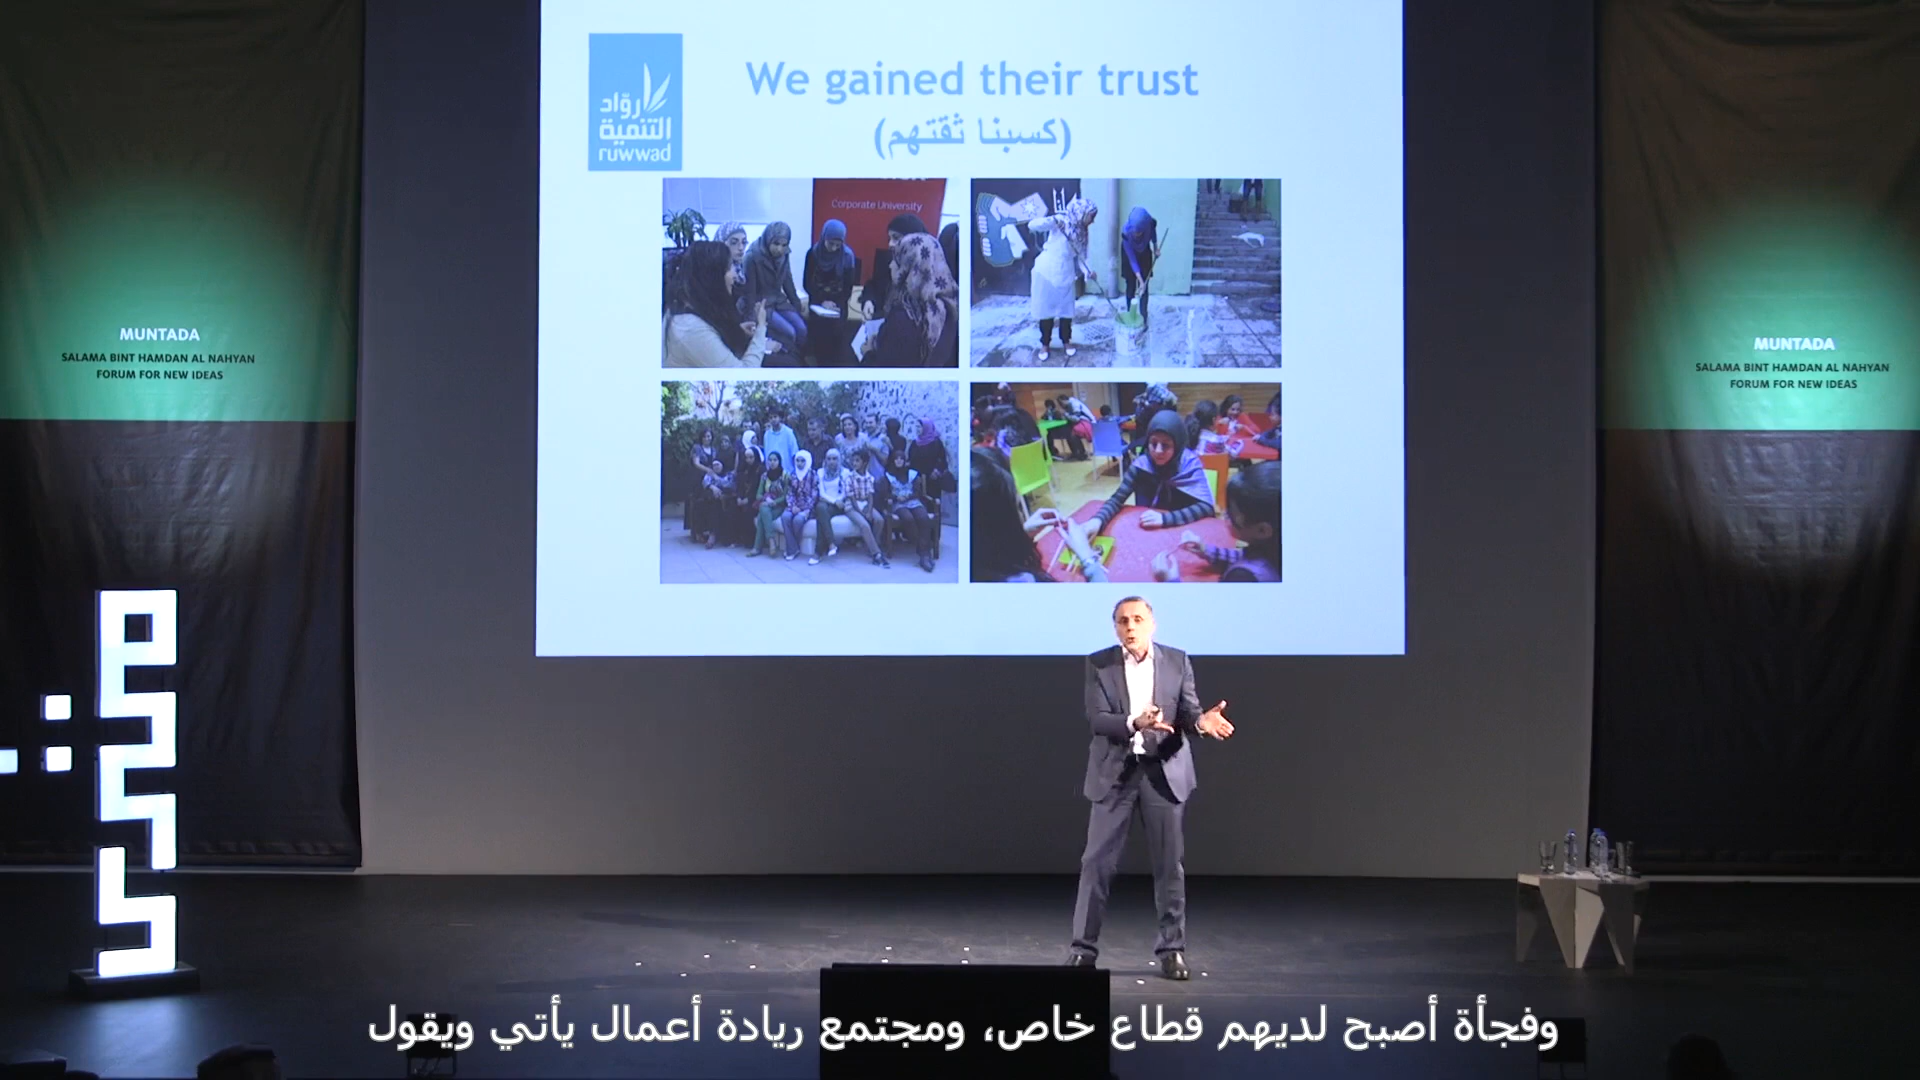 We gained their trust
(كسبنا ثقتهم)
روّاد
التنمية
ruwwad
Corporate University
MUNTADA
SALAMA BINT HAMDAN AL NAHYAN
FORUM FOR NEW IDEAS
MUNTADA
SALAMA BINT HAMDAN AL NAHYAN
FORUM FOR NEW IDEAS
وفجأة أصبح لديهم قطاع خاص، ومجتمع ريادة أعمال يأتي ويقول